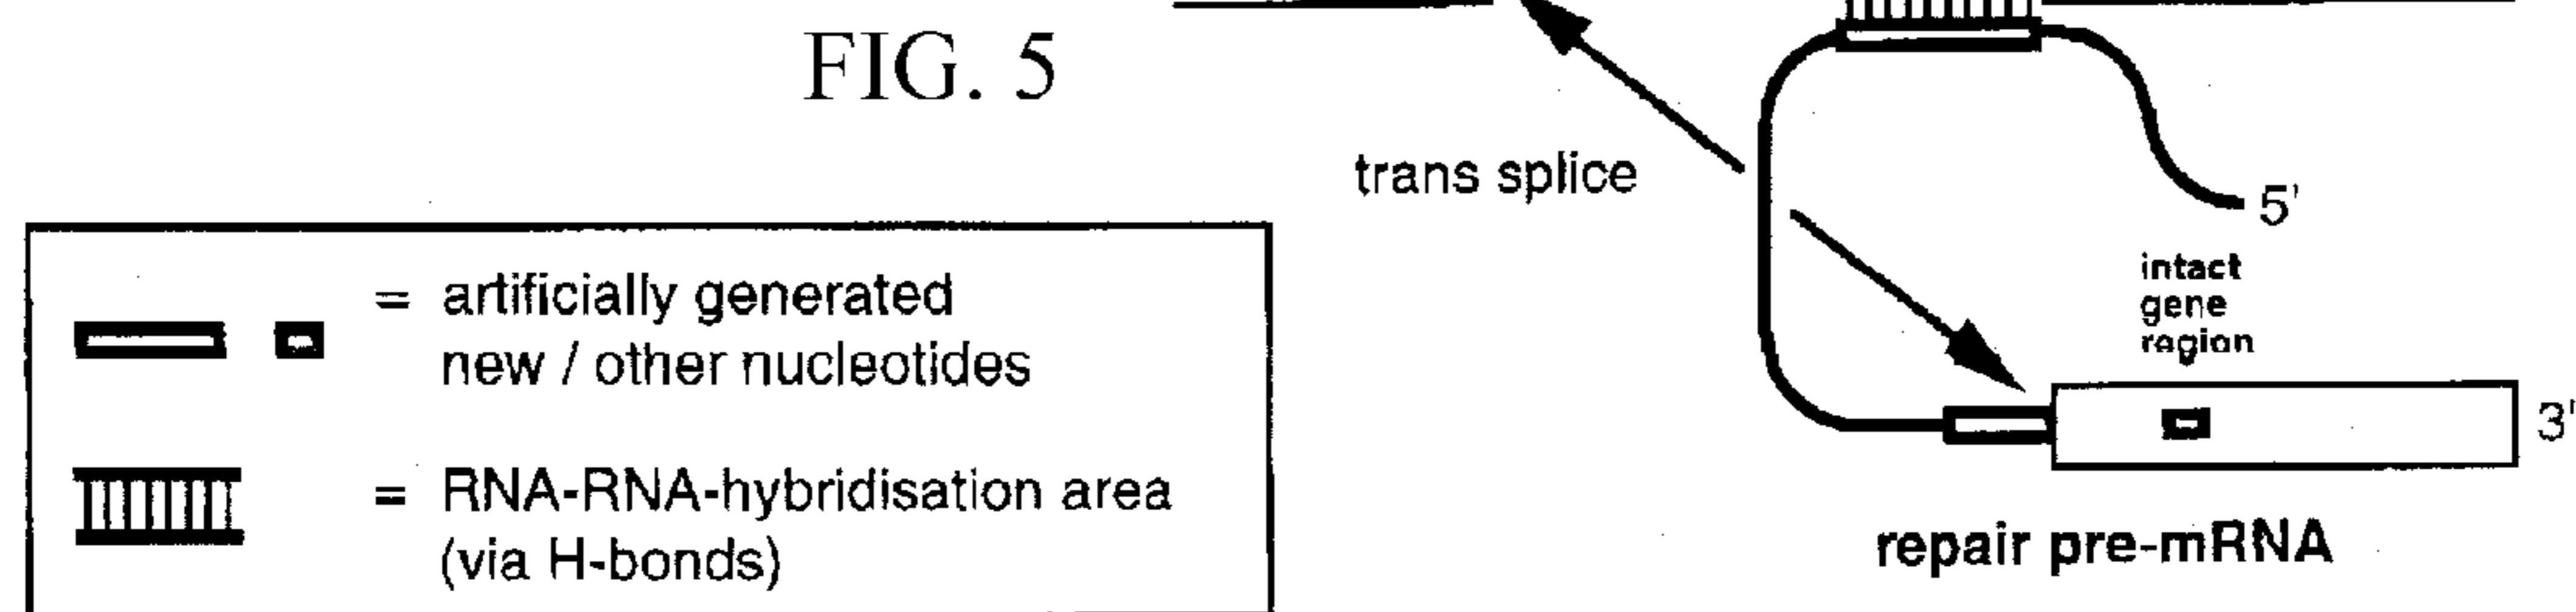 FIG. 5
trans splice
5'
intact
gene
region
3'
repair pre-mRNA
= artificially generated
new / other nucleotides
= RNA-RNA-hybridisation area
(via H-bonds)